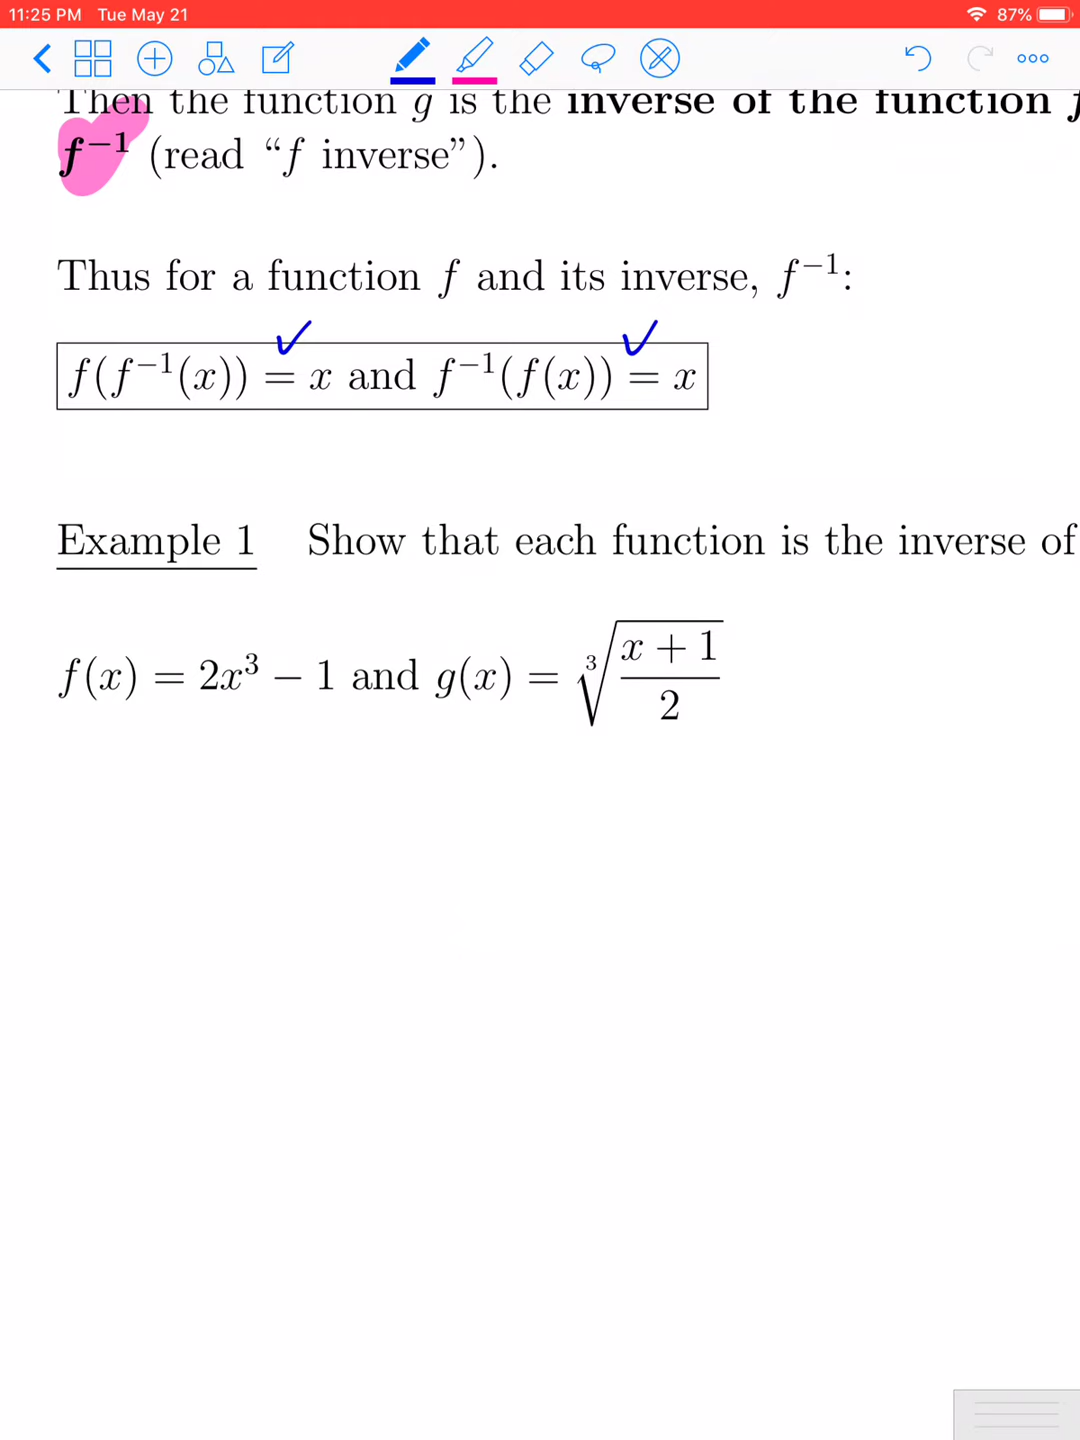 11:25 PM Tue May 21 87%
Then the function g is the inverse of the function f
f⁻¹ (read “f inverse”).
Thus for a function f and its inverse, f⁻¹:
f(f⁻¹(x)) = x and f⁻¹(f(x)) = x
Example 1 Show that each function is the inverse of
f(x) = 2x³ − 1 and g(x) = ∛((x + 1)/2)